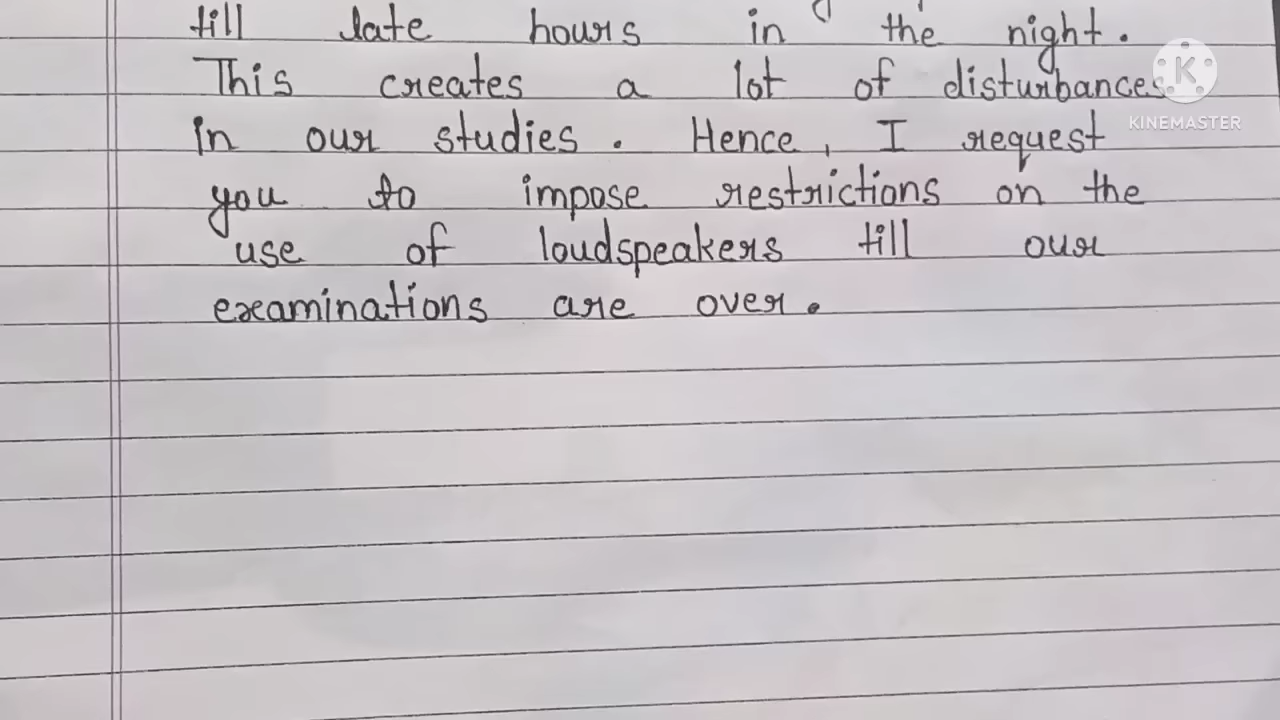 till late hours in the night.
This creates a lot of disturbances
in our studies. Hence, I request
you to impose restrictions on the
use of loudspeakers till our
examinations are over.
K
KINEMASTER